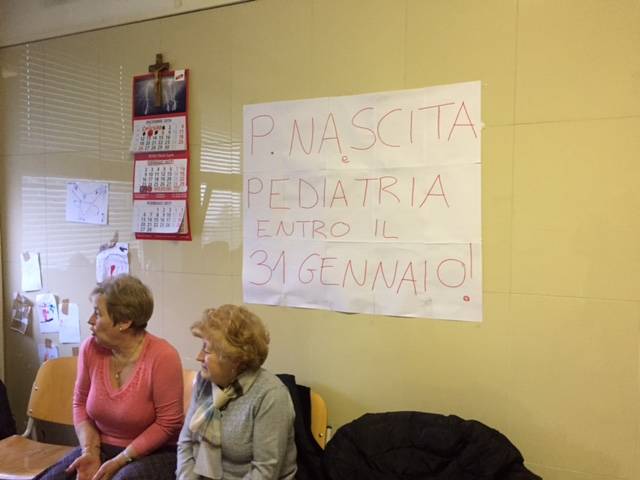 P. NASCITA
e
PEDIATRIA
ENTRO IL
31 GENNAIO!